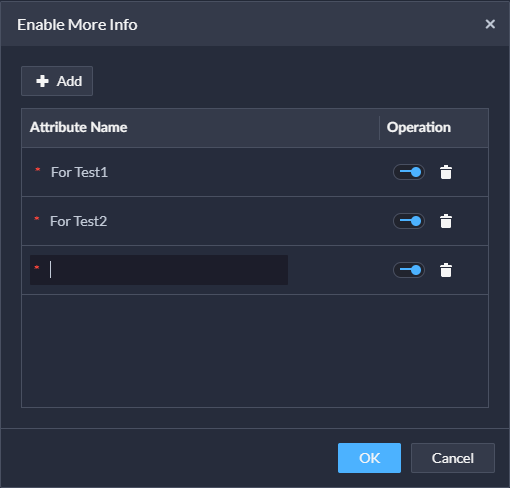 Enable More Info
Add
Attribute Name Operation
* For Test1
* For Test2
*
OK Cancel